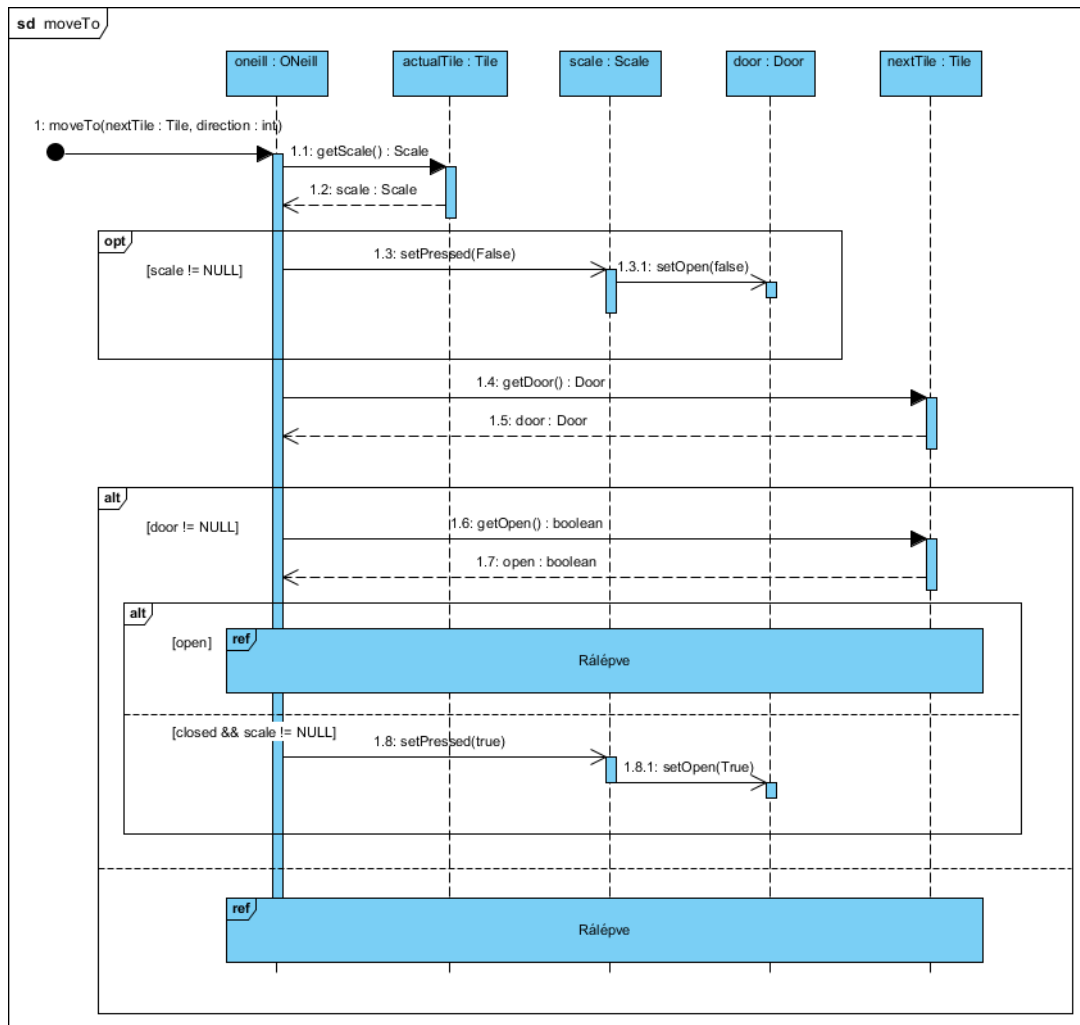 sd moveTo
oneill : ONeill
actualTile : Tile
scale : Scale
door : Door
nextTile : Tile
1: moveTo(nextTile : Tile, direction : int)
1.1: getScale() : Scale
1.2: scale : Scale
opt
[scale != NULL]
1.3: setPressed(False)
1.3.1: setOpen(false)
1.4: getDoor() : Door
1.5: door : Door
alt
[door != NULL]
1.6: getOpen() : boolean
1.7: open : boolean
alt
[open]
ref
Rálépve
[closed && scale != NULL]
1.8: setPressed(true)
1.8.1: setOpen(True)
ref
Rálépve